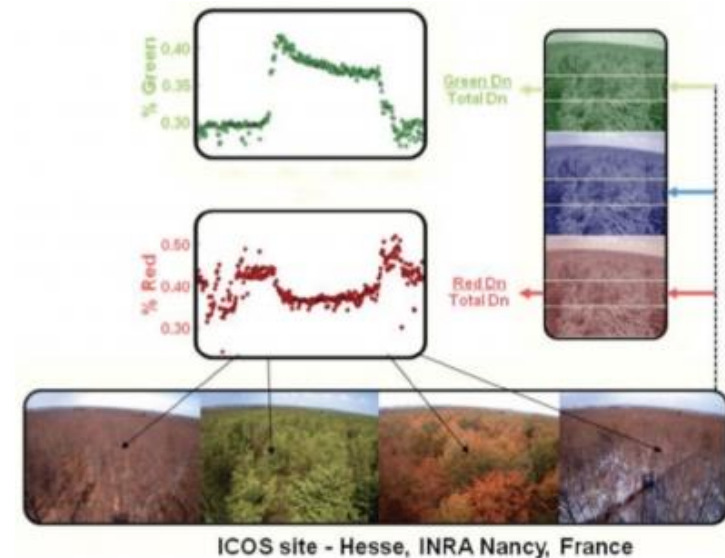 % Green
0.40
0.35
0.30
Green Dn
Total Dn
% Red
0.50
0.40
0.30
Red Dn
Total Dn
ICOS site - Hesse, INRA Nancy, France